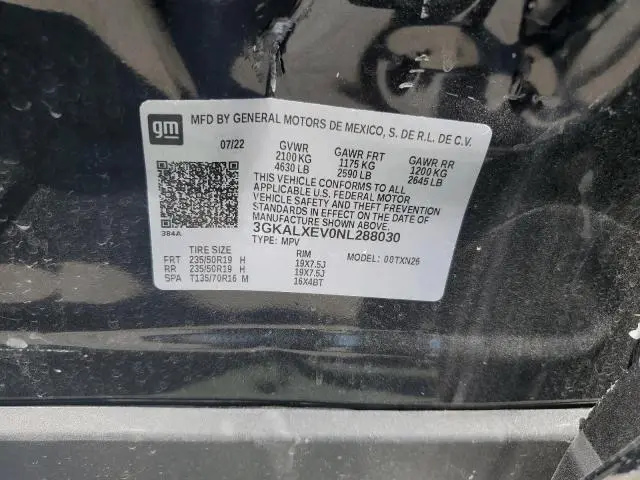 gm
MFD BY GENERAL MOTORS DE MEXICO, S. DE R.L. DE C.V.
07/22 GVWR GAWR FRT GAWR RR
2100 KG 1175 KG 1200 KG
4630 LB 2590 LB 2645 LB
THIS VEHICLE CONFORMS TO ALL
APPLICABLE U.S. FEDERAL MOTOR
VEHICLE SAFETY AND THEFT
PREVENTION STANDARDS IN
EFFECT ON THE DATE OF
MANUFACTURE SHOWN ABOVE.
3GKALXEV0NL288030
384A
TYPE: MPV MODEL: 00TXN26
TIRE SIZE RIM
FRT 235/50R19 H 19X7.5J
RR 235/50R19 H 19X7.5J
SPA T135/70R16 M 16X4BT